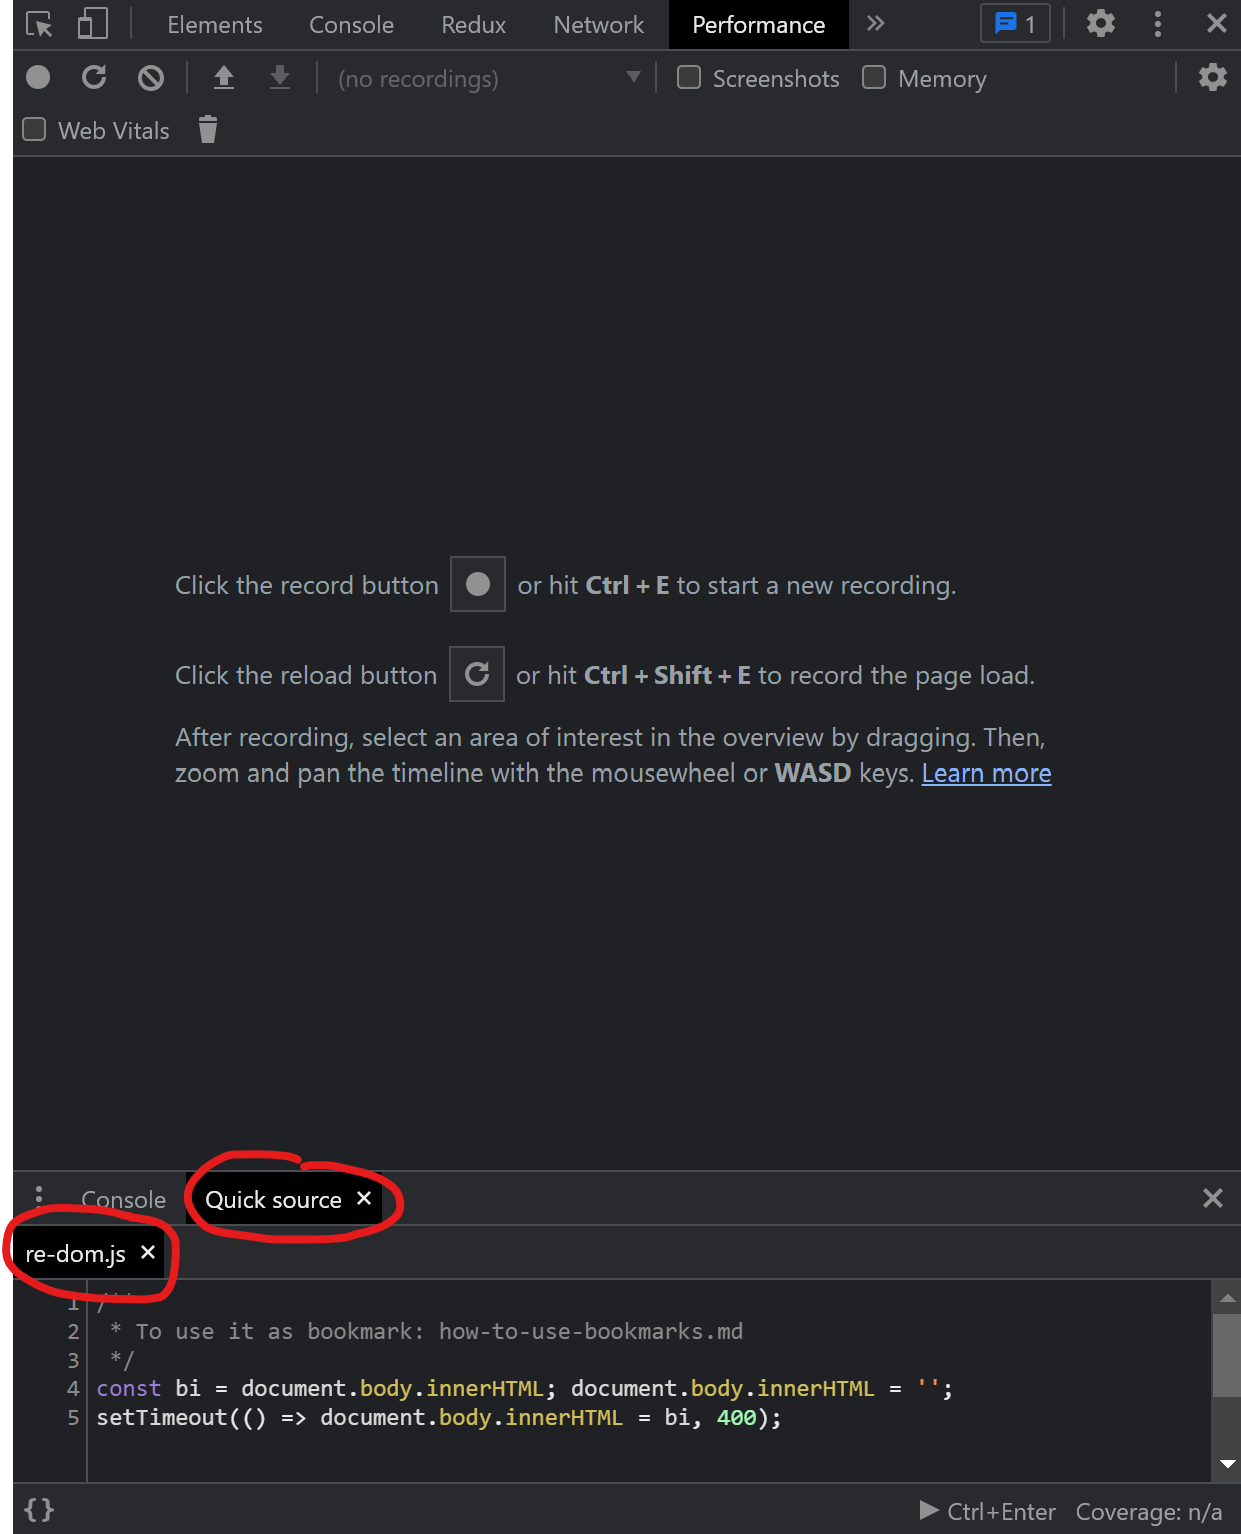 Elements Console Redux Network Performance » 1
(no recordings) Screenshots Memory
Web Vitals
Click the record button or hit Ctrl + E to start a new recording.
Click the reload button or hit Ctrl + Shift + E to record the page load.
After recording, select an area of interest in the overview by dragging. Then,
zoom and pan the timeline with the mousewheel or WASD keys. Learn more
Console Quick source ×
re-dom.js ×
1
2 * To use it as bookmark: how-to-use-bookmarks.md
3 */
4 const bi = document.body.innerHTML; document.body.innerHTML = '';
5 setTimeout(() => document.body.innerHTML = bi, 400);
{} Ctrl+Enter Coverage: n/a